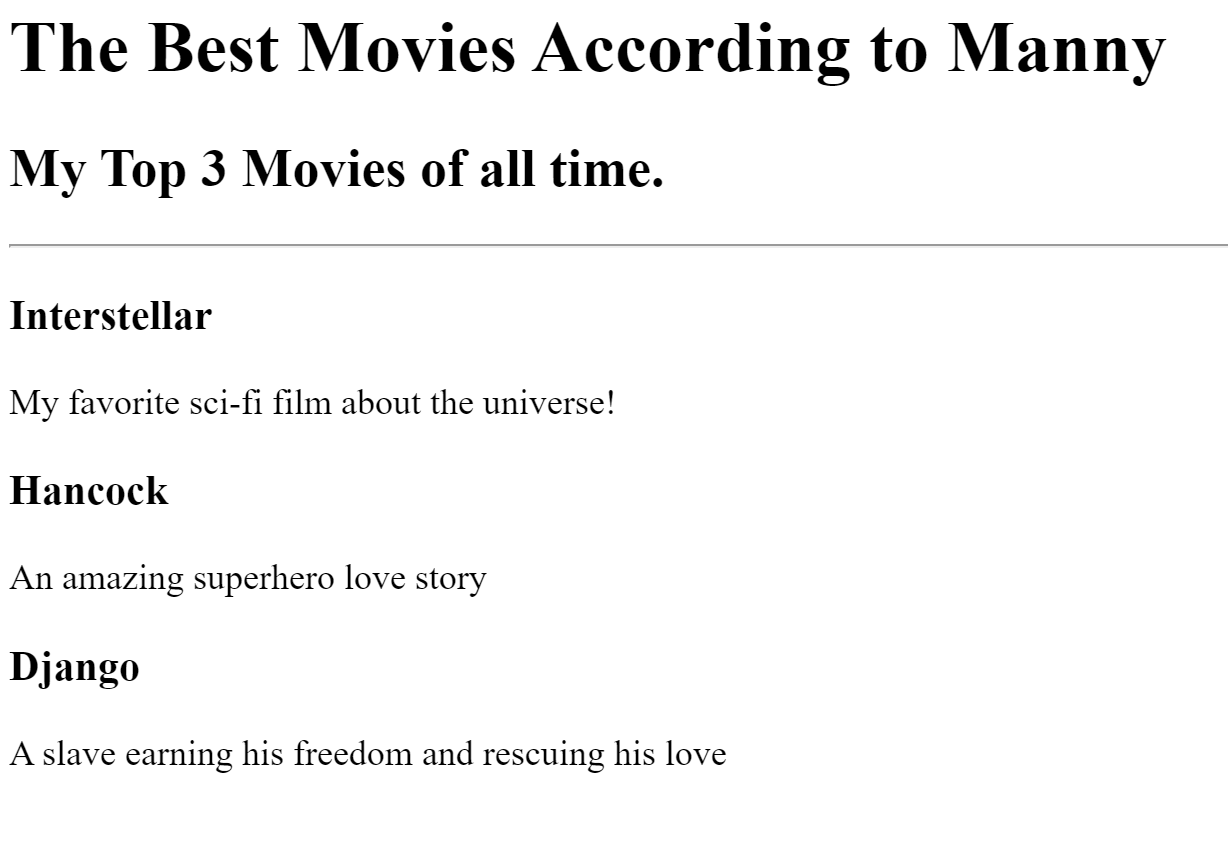 The Best Movies According to Manny
My Top 3 Movies of all time.
Interstellar
My favorite sci-fi film about the universe!
Hancock
An amazing superhero love story
Django
A slave earning his freedom and rescuing his love